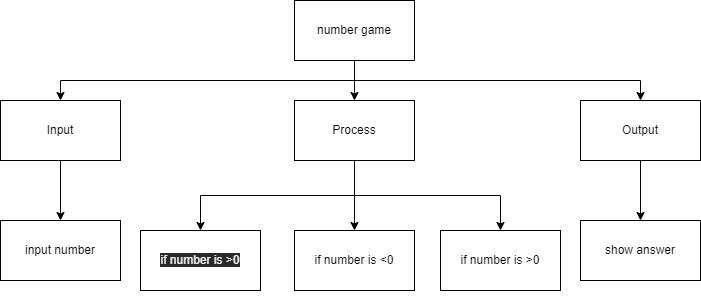 number game
Input
Process
Output
input number
if number is >0
if number is <0
if number is >0
show answer